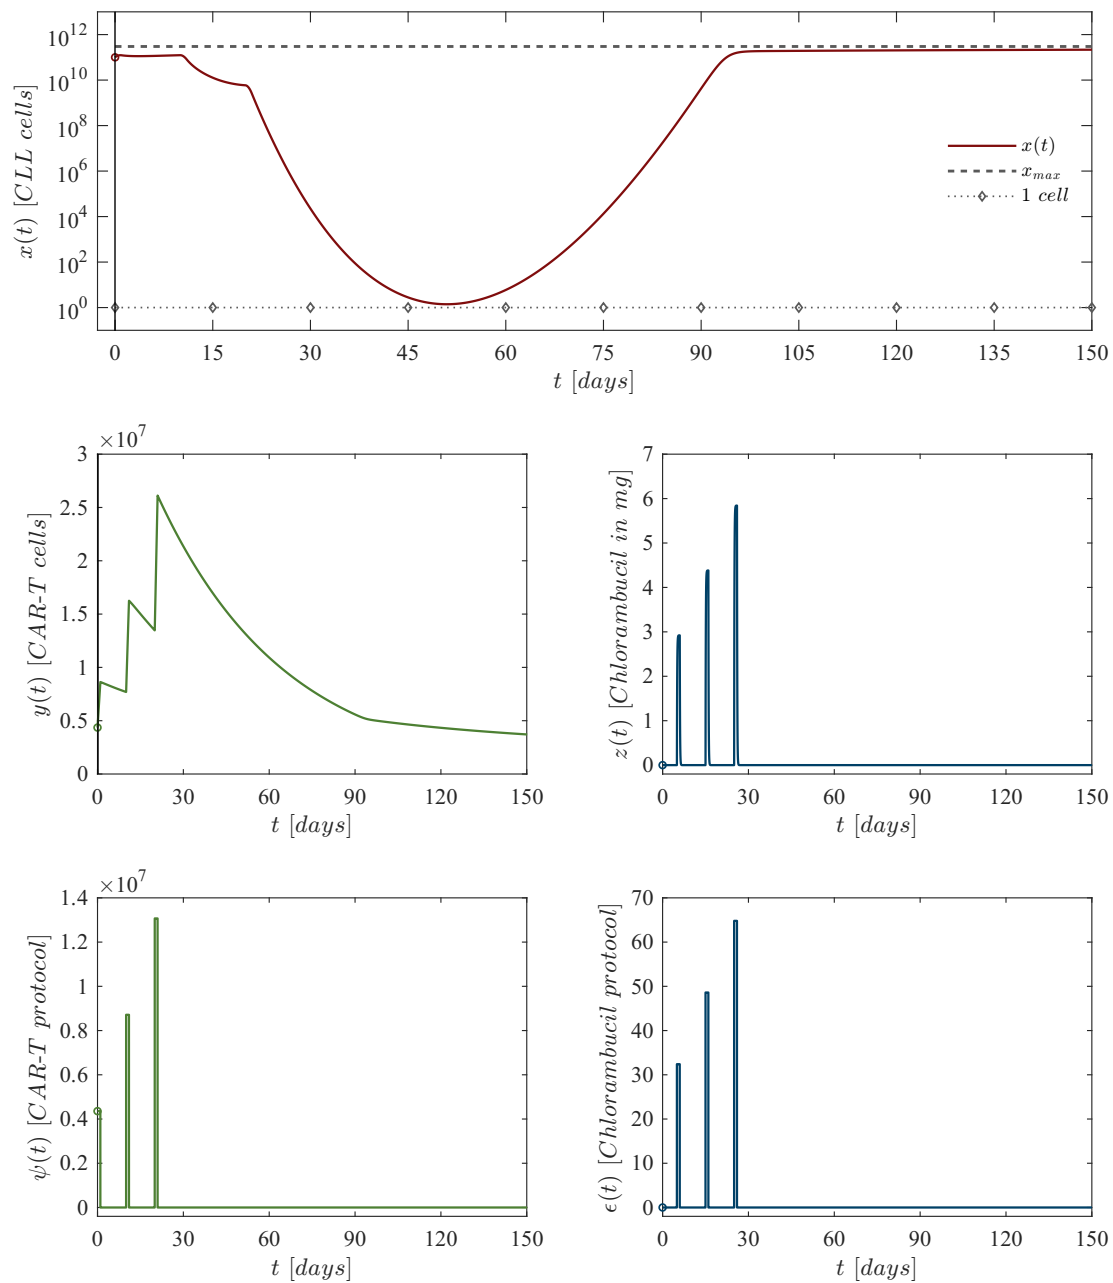 x(t) [CLL cells]
10^12
10^10
10^8
10^6
10^4
10^2
10^0
x(t)
x_max
1 cell
0 15 30 45 60 75 90 105 120 135 150
t [days]
y(t) [CAR-T cells]
×10^7
3
2.5
2
1.5
1
0.5
0
0 30 60 90 120 150
t [days]
z(t) [Chlorambucil in mg]
7
6
5
4
3
2
1
0
0 30 60 90 120 150
t [days]
ψ(t) [CAR-T protocol]
×10^7
1.4
1.2
1
0.8
0.6
0.4
0.2
0
0 30 60 90 120 150
t [days]
ϵ(t) [Chlorambucil protocol]
70
60
50
40
30
20
10
0
0 30 60 90 120 150
t [days]